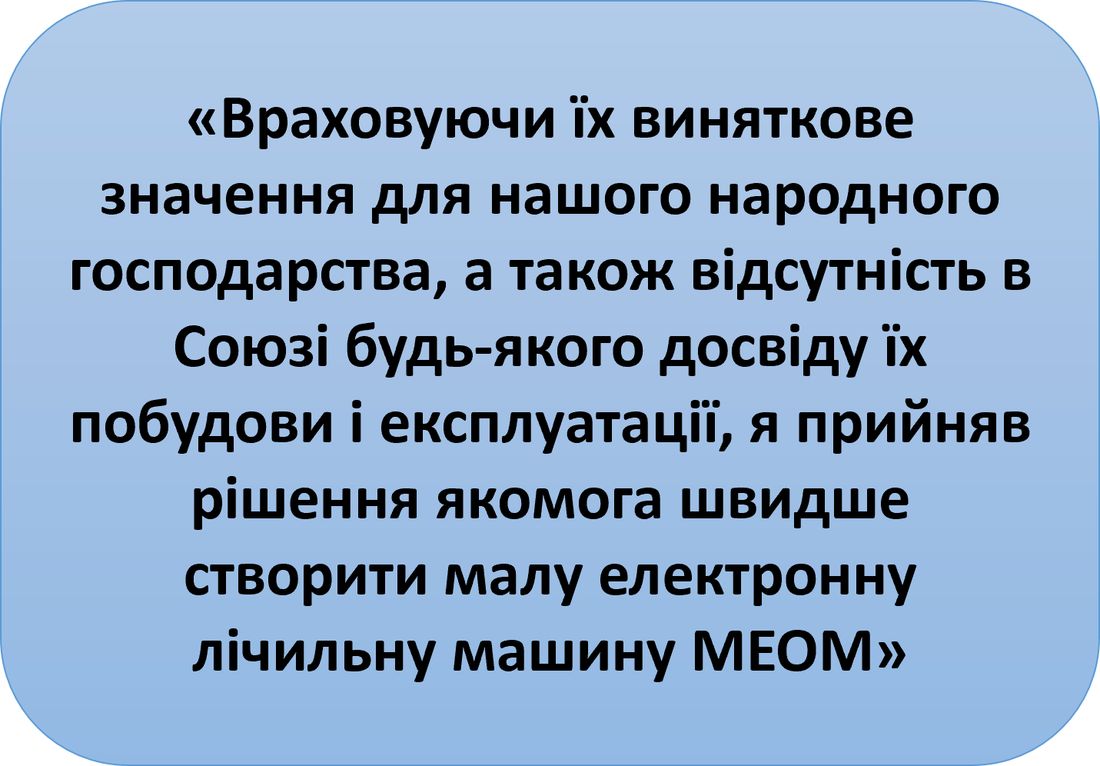 «Враховуючи їх виняткове
значення для нашого народного
господарства, а також відсутність в
Союзі будь-якого досвіду їх
побудови і експлуатації, я прийняв
рішення якомога швидше
створити малу електронну
лічильну машину МЕОМ»